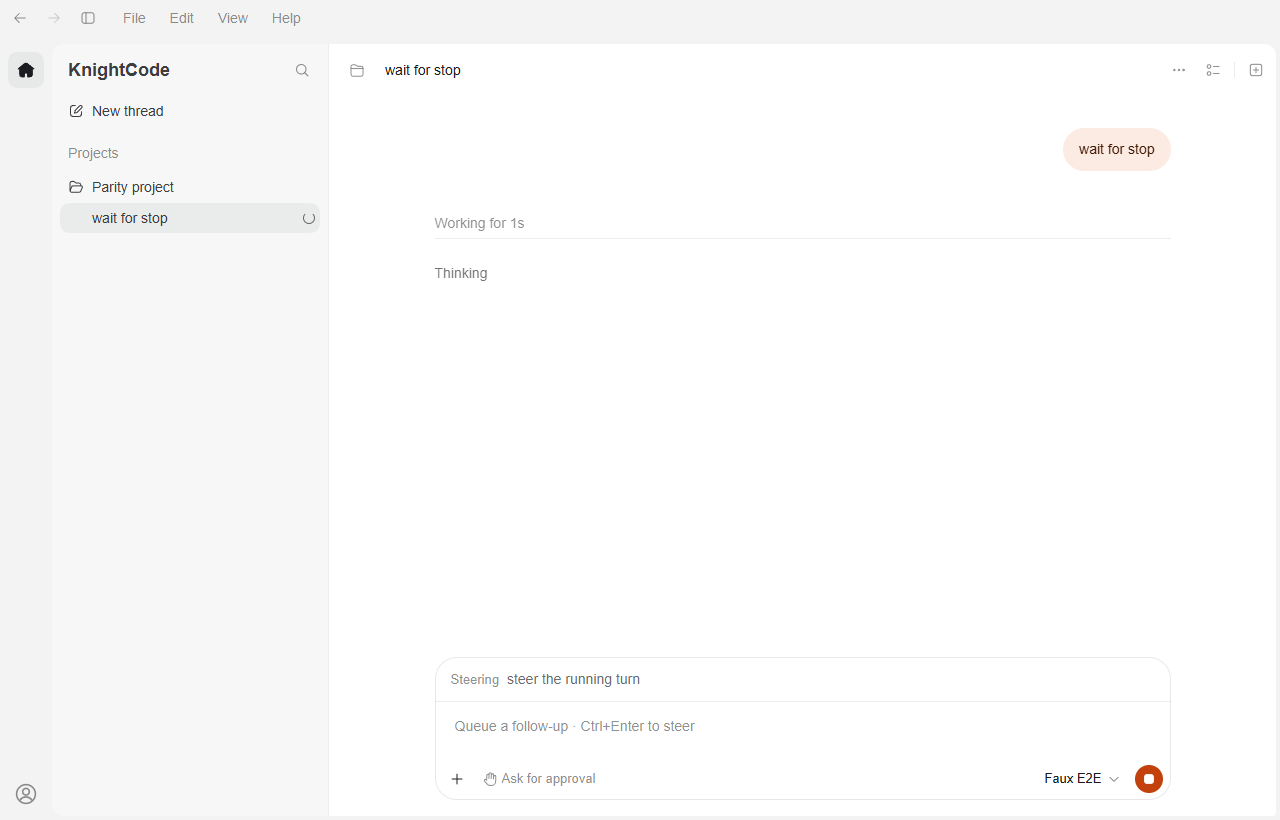 File Edit View Help
KnightCode
New thread
Projects
Parity project
wait for stop
wait for stop
wait for stop
Working for 1s
Thinking
Steering steer the running turn
Queue a follow-up · Ctrl+Enter to steer
Ask for approval
Faux E2E